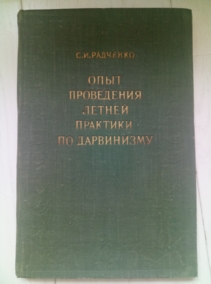 С. И. РАДЧЕНКО
ОПЫТ
ПРОВЕДЕНИЯ
ЛЕТНЕЙ
ПРАКТИКИ
ПО ДАРВИНИЗМУ